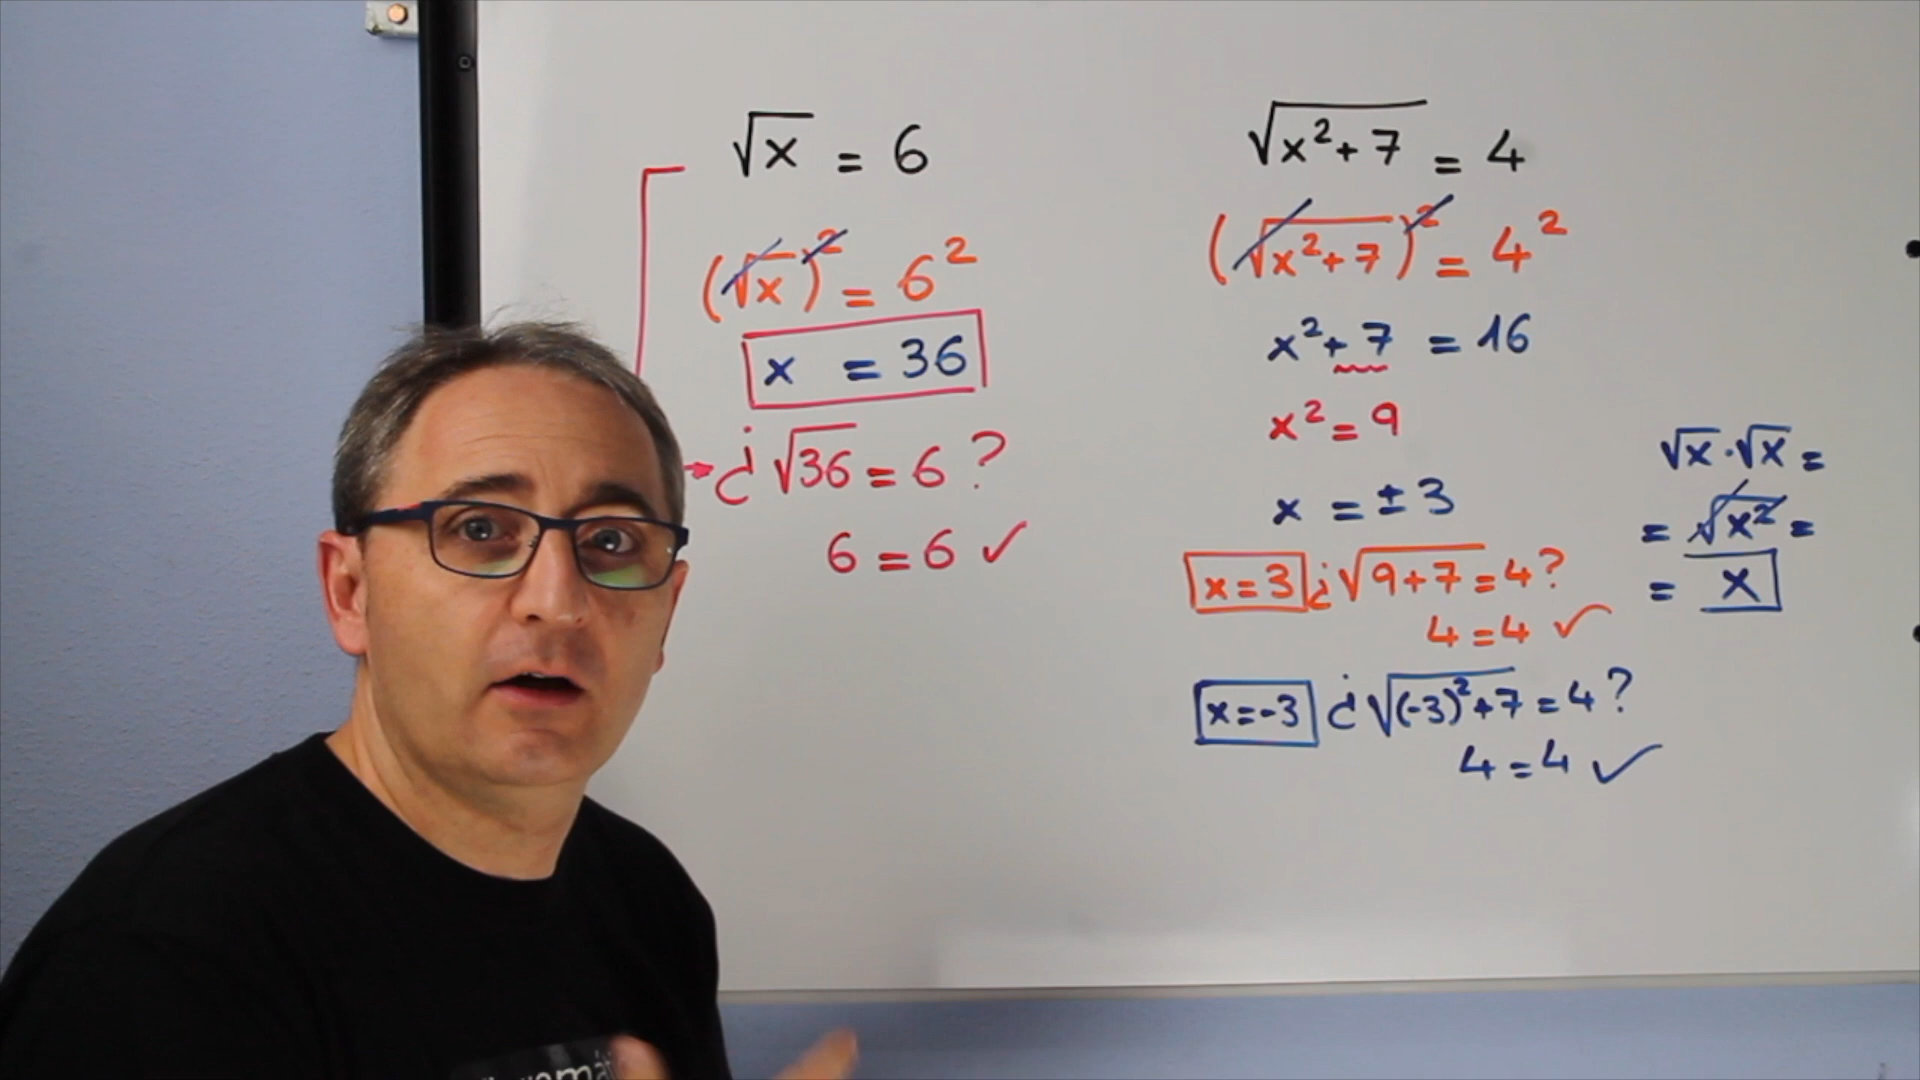 √x = 6
(√x)² = 6²
x = 36
¿√36 = 6?
6 = 6 ✓
√x²+7 = 4
(√x²+7)² = 4²
x²+7 = 16
x² = 9
x = ±3
x=3 ¿√9+7 = 4?
4 = 4 ✓
x=-3 ¿√(-3)²+7 = 4?
4 = 4 ✓
√x·√x =
= √x² =
= x